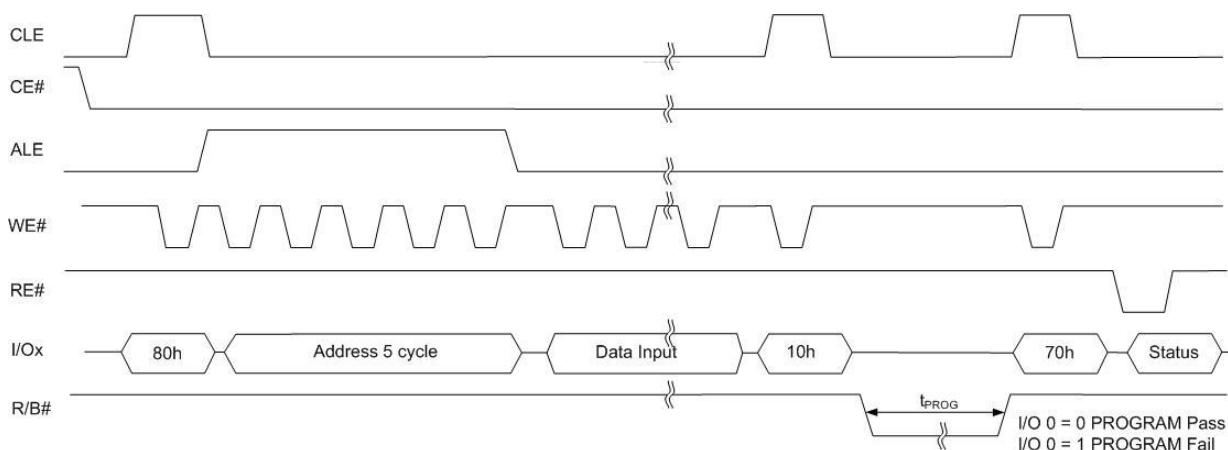 CLE
CE#
ALE
WE#
RE#
I/Ox 80h Address 5 cycle Data Input 10h 70h Status
R/B# tPROG
I/O 0 = 0 PROGRAM Pass
I/O 0 = 1 PROGRAM Fail